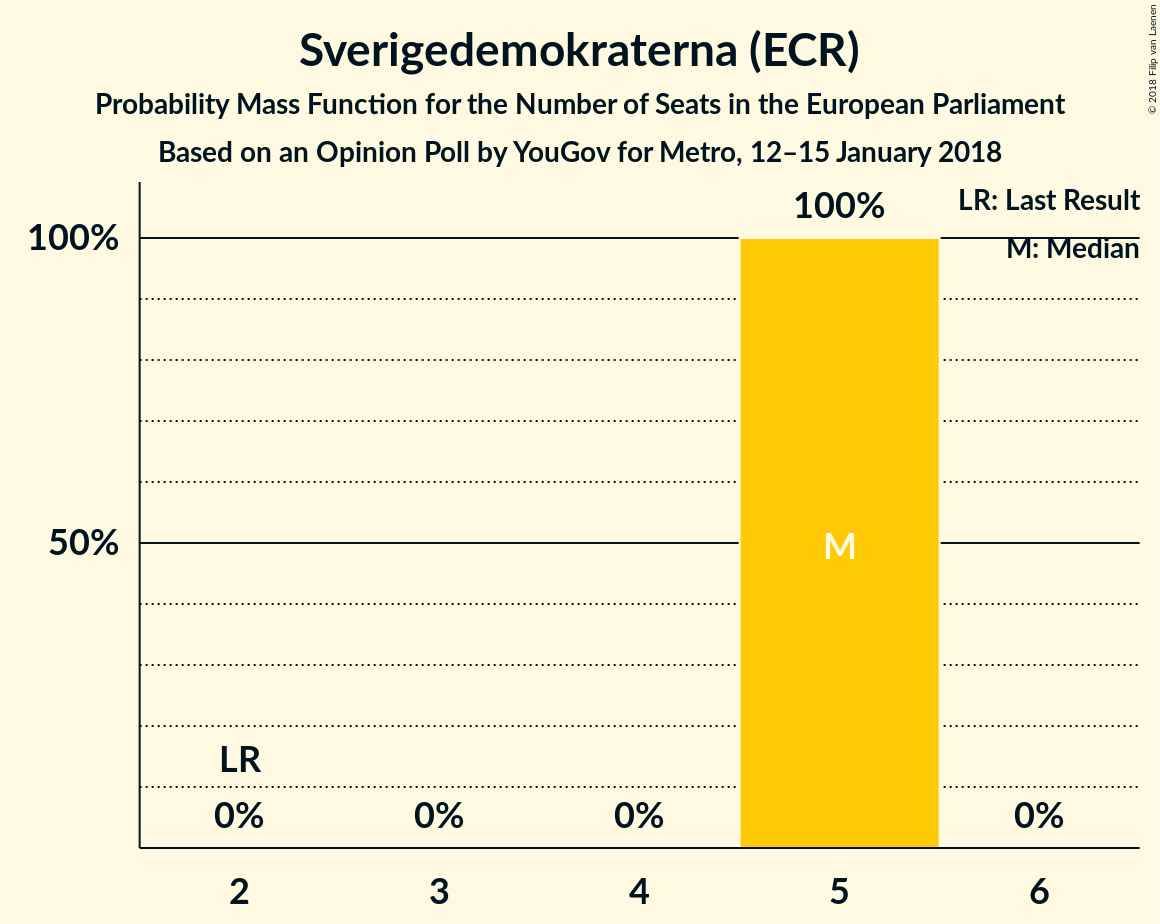 Sverigedemokraterna (ECR)
Probability Mass Function for the Number of Seats in the European Parliament
Based on an Opinion Poll by YouGov for Metro, 12–15 January 2018
© 2018 Filip van Laenen
LR: Last Result
M: Median
100%
100%
50%
M
LR
0%
0%
0%
0%
2
3
4
5
6